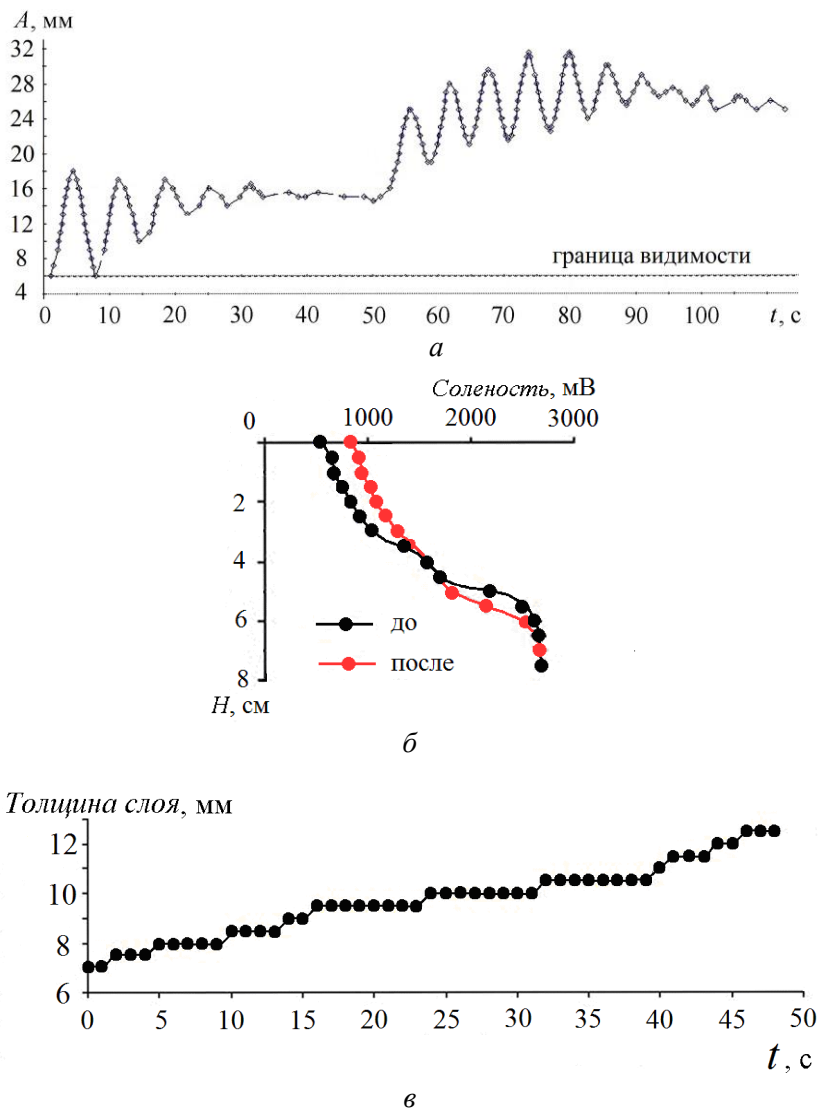 A, мм
32
28
24
20
16
12
8
4
граница видимости
0 10 20 30 40 50 60 70 80 90 100 t, с
а
Соленость, мВ
0 1000 2000 3000
2
4
6
8
до
после
H, см
б
Толщина слоя, мм
12
10
8
6
0 5 10 15 20 25 30 35 40 45 50
t, с
в